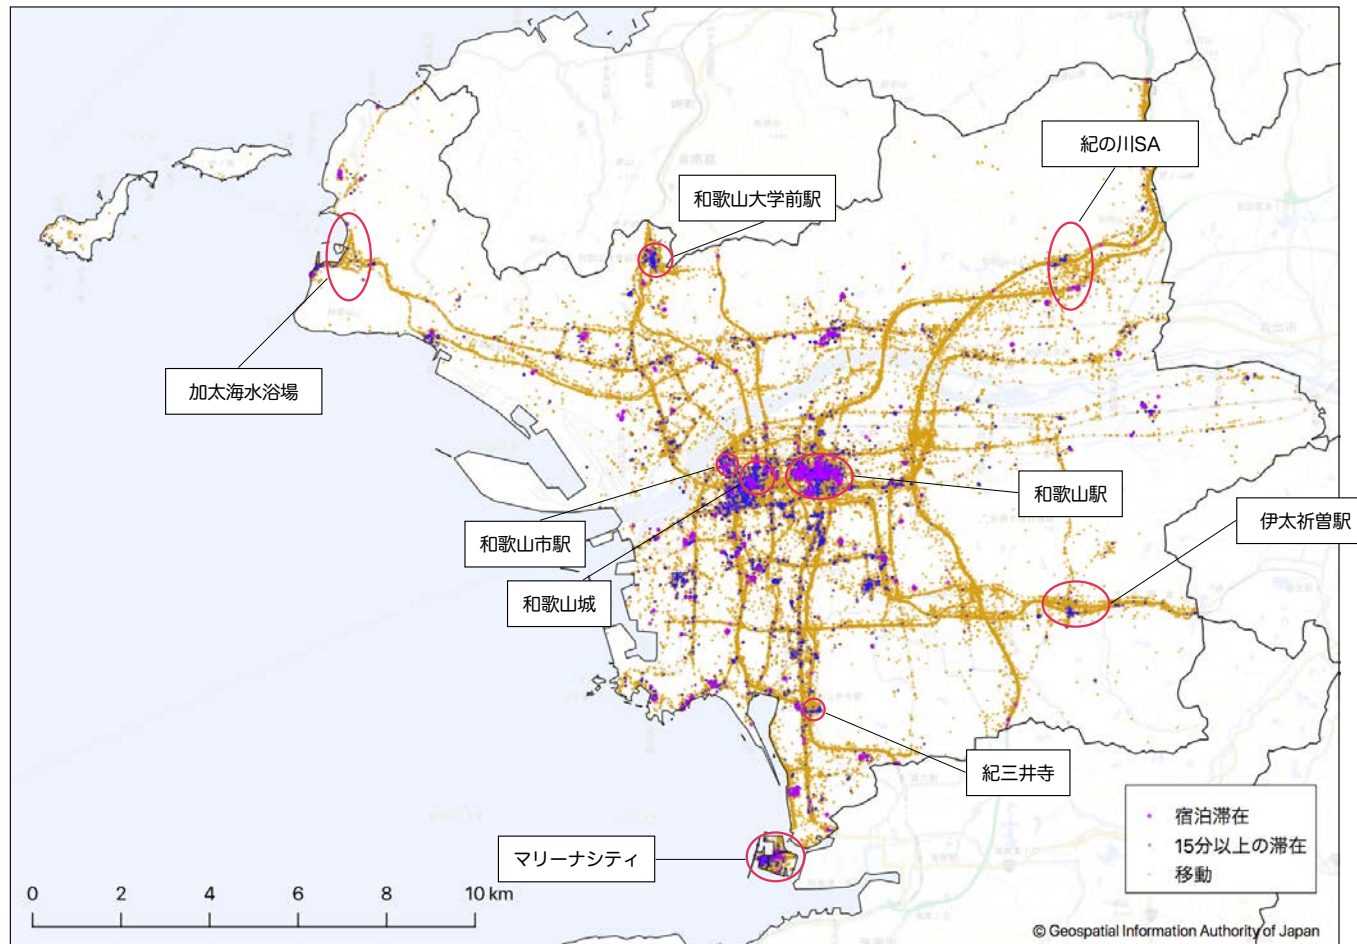 紀の川SA
和歌山大学前駅
加太海水浴場
和歌山駅
伊太祈曽駅
和歌山市駅
和歌山城
紀三井寺
マリーナシティ
宿泊滞在
15分以上の滞在
移動
0 2 4 6 8 10 km
© Geospatial Information Authority of Japan